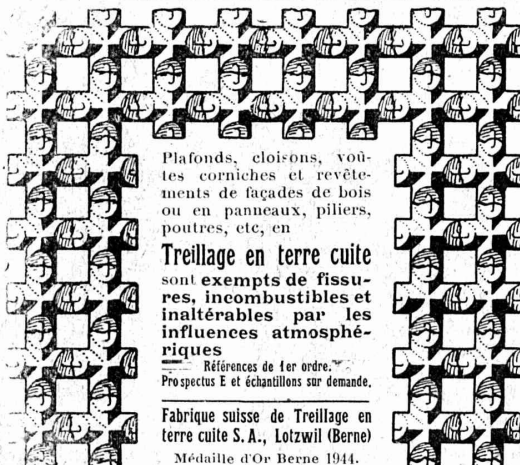 Plafonds, cloisons, voû-
tes corniches et revête-
ments de façades de bois
ou en panneaux, piliers,
poutres, etc, en
Treillage en terre cuite
sont exempts de fissu-
res, incombustibles et
inaltérables par les
influences atmosphé-
riques
Références de 1er ordre.
Prospectus E et échantillons sur demande.
Fabrique suisse de Treillage en
terre cuite S. A., Lotzwil (Berne)
Médaille d'Or Berne 1944.